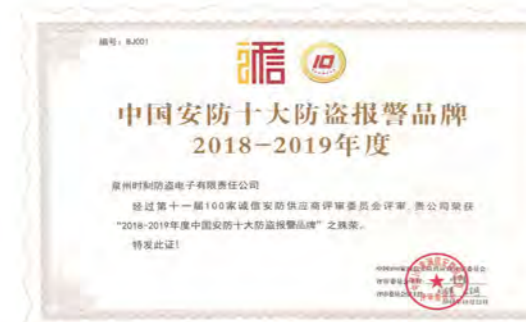 编号：BJ001
10
中国安防十大防盗报警品牌
2018-2019年度
泉州时刻防盗电子有限责任公司
经过第十一届100家诚信安防供应商评审委员会评审,贵公司荣获
“2018-2019年度中国安防十大防盗报警品牌”之殊荣。
特发此证!